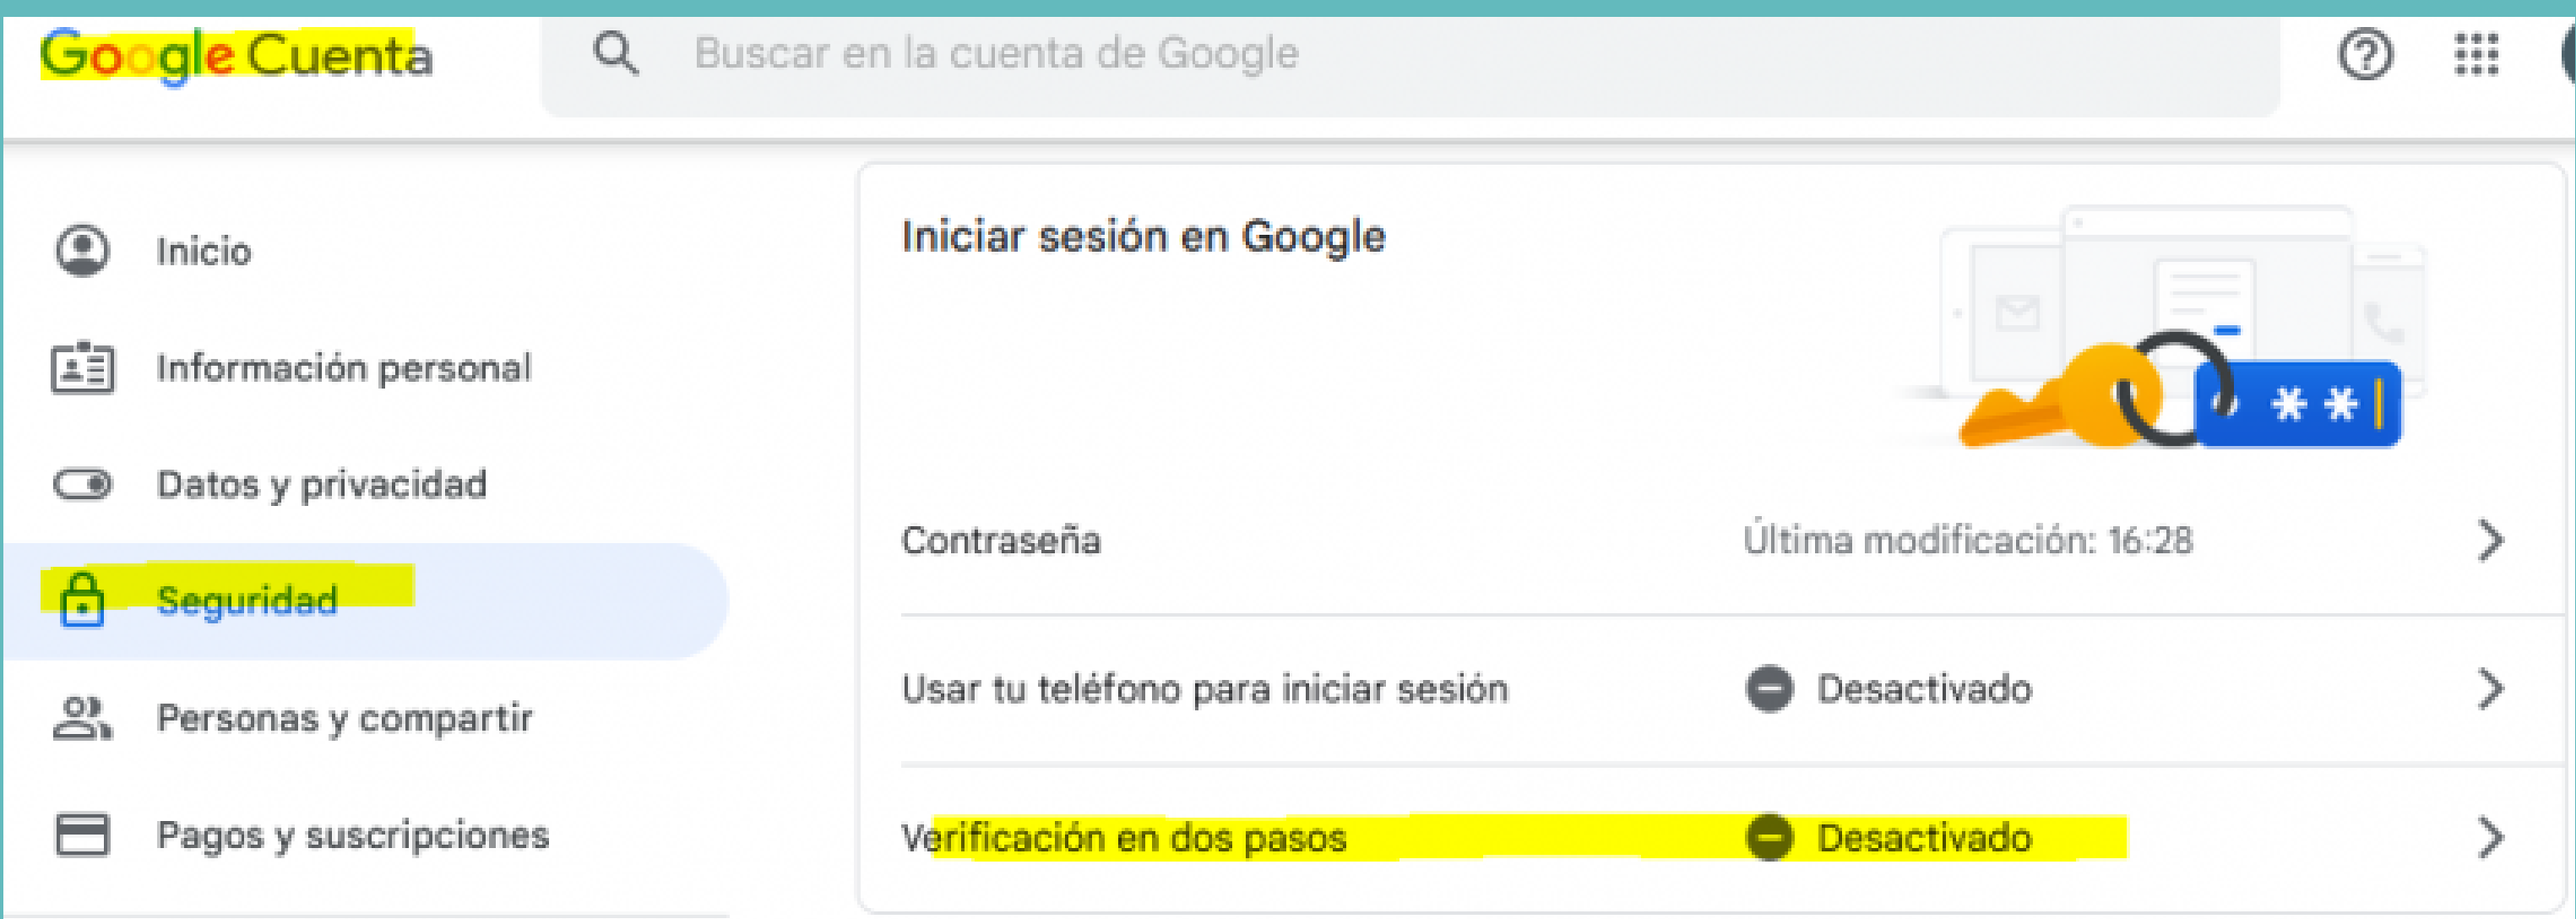 Google Cuenta
Buscar en la cuenta de Google
Inicio
Información personal
Datos y privacidad
Seguridad
Personas y compartir
Pagos y suscripciones
Iniciar sesión en Google
* *
Contraseña Última modificación: 16:28
Usar tu teléfono para iniciar sesión Desactivado
Verificación en dos pasos Desactivado